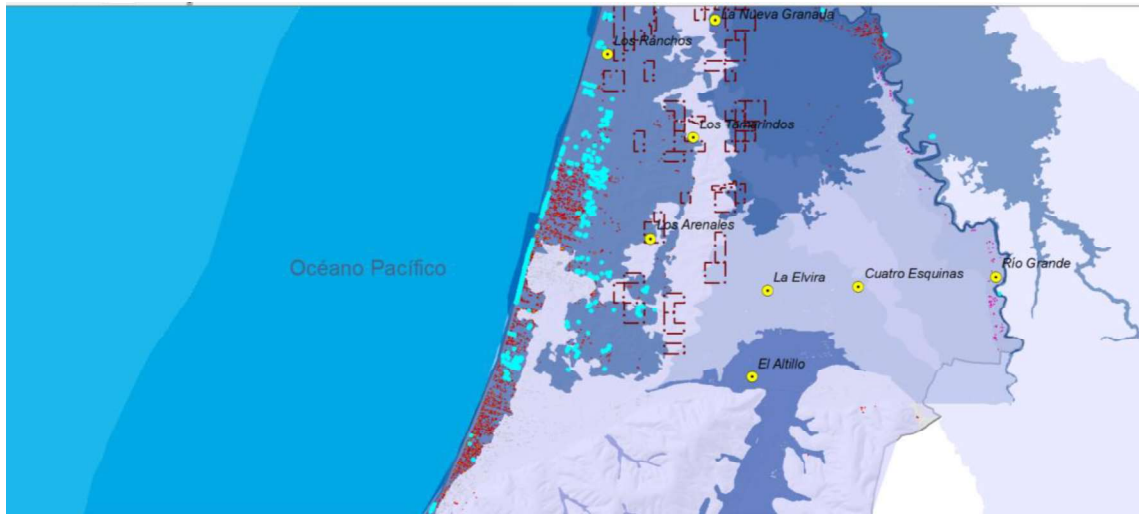 La Nueva Granada
Los Ranchos
Los Tamarindos
Los Arenales
Océano Pacífico
La Elvira
Cuatro Esquinas
Río Grande
El Altillo